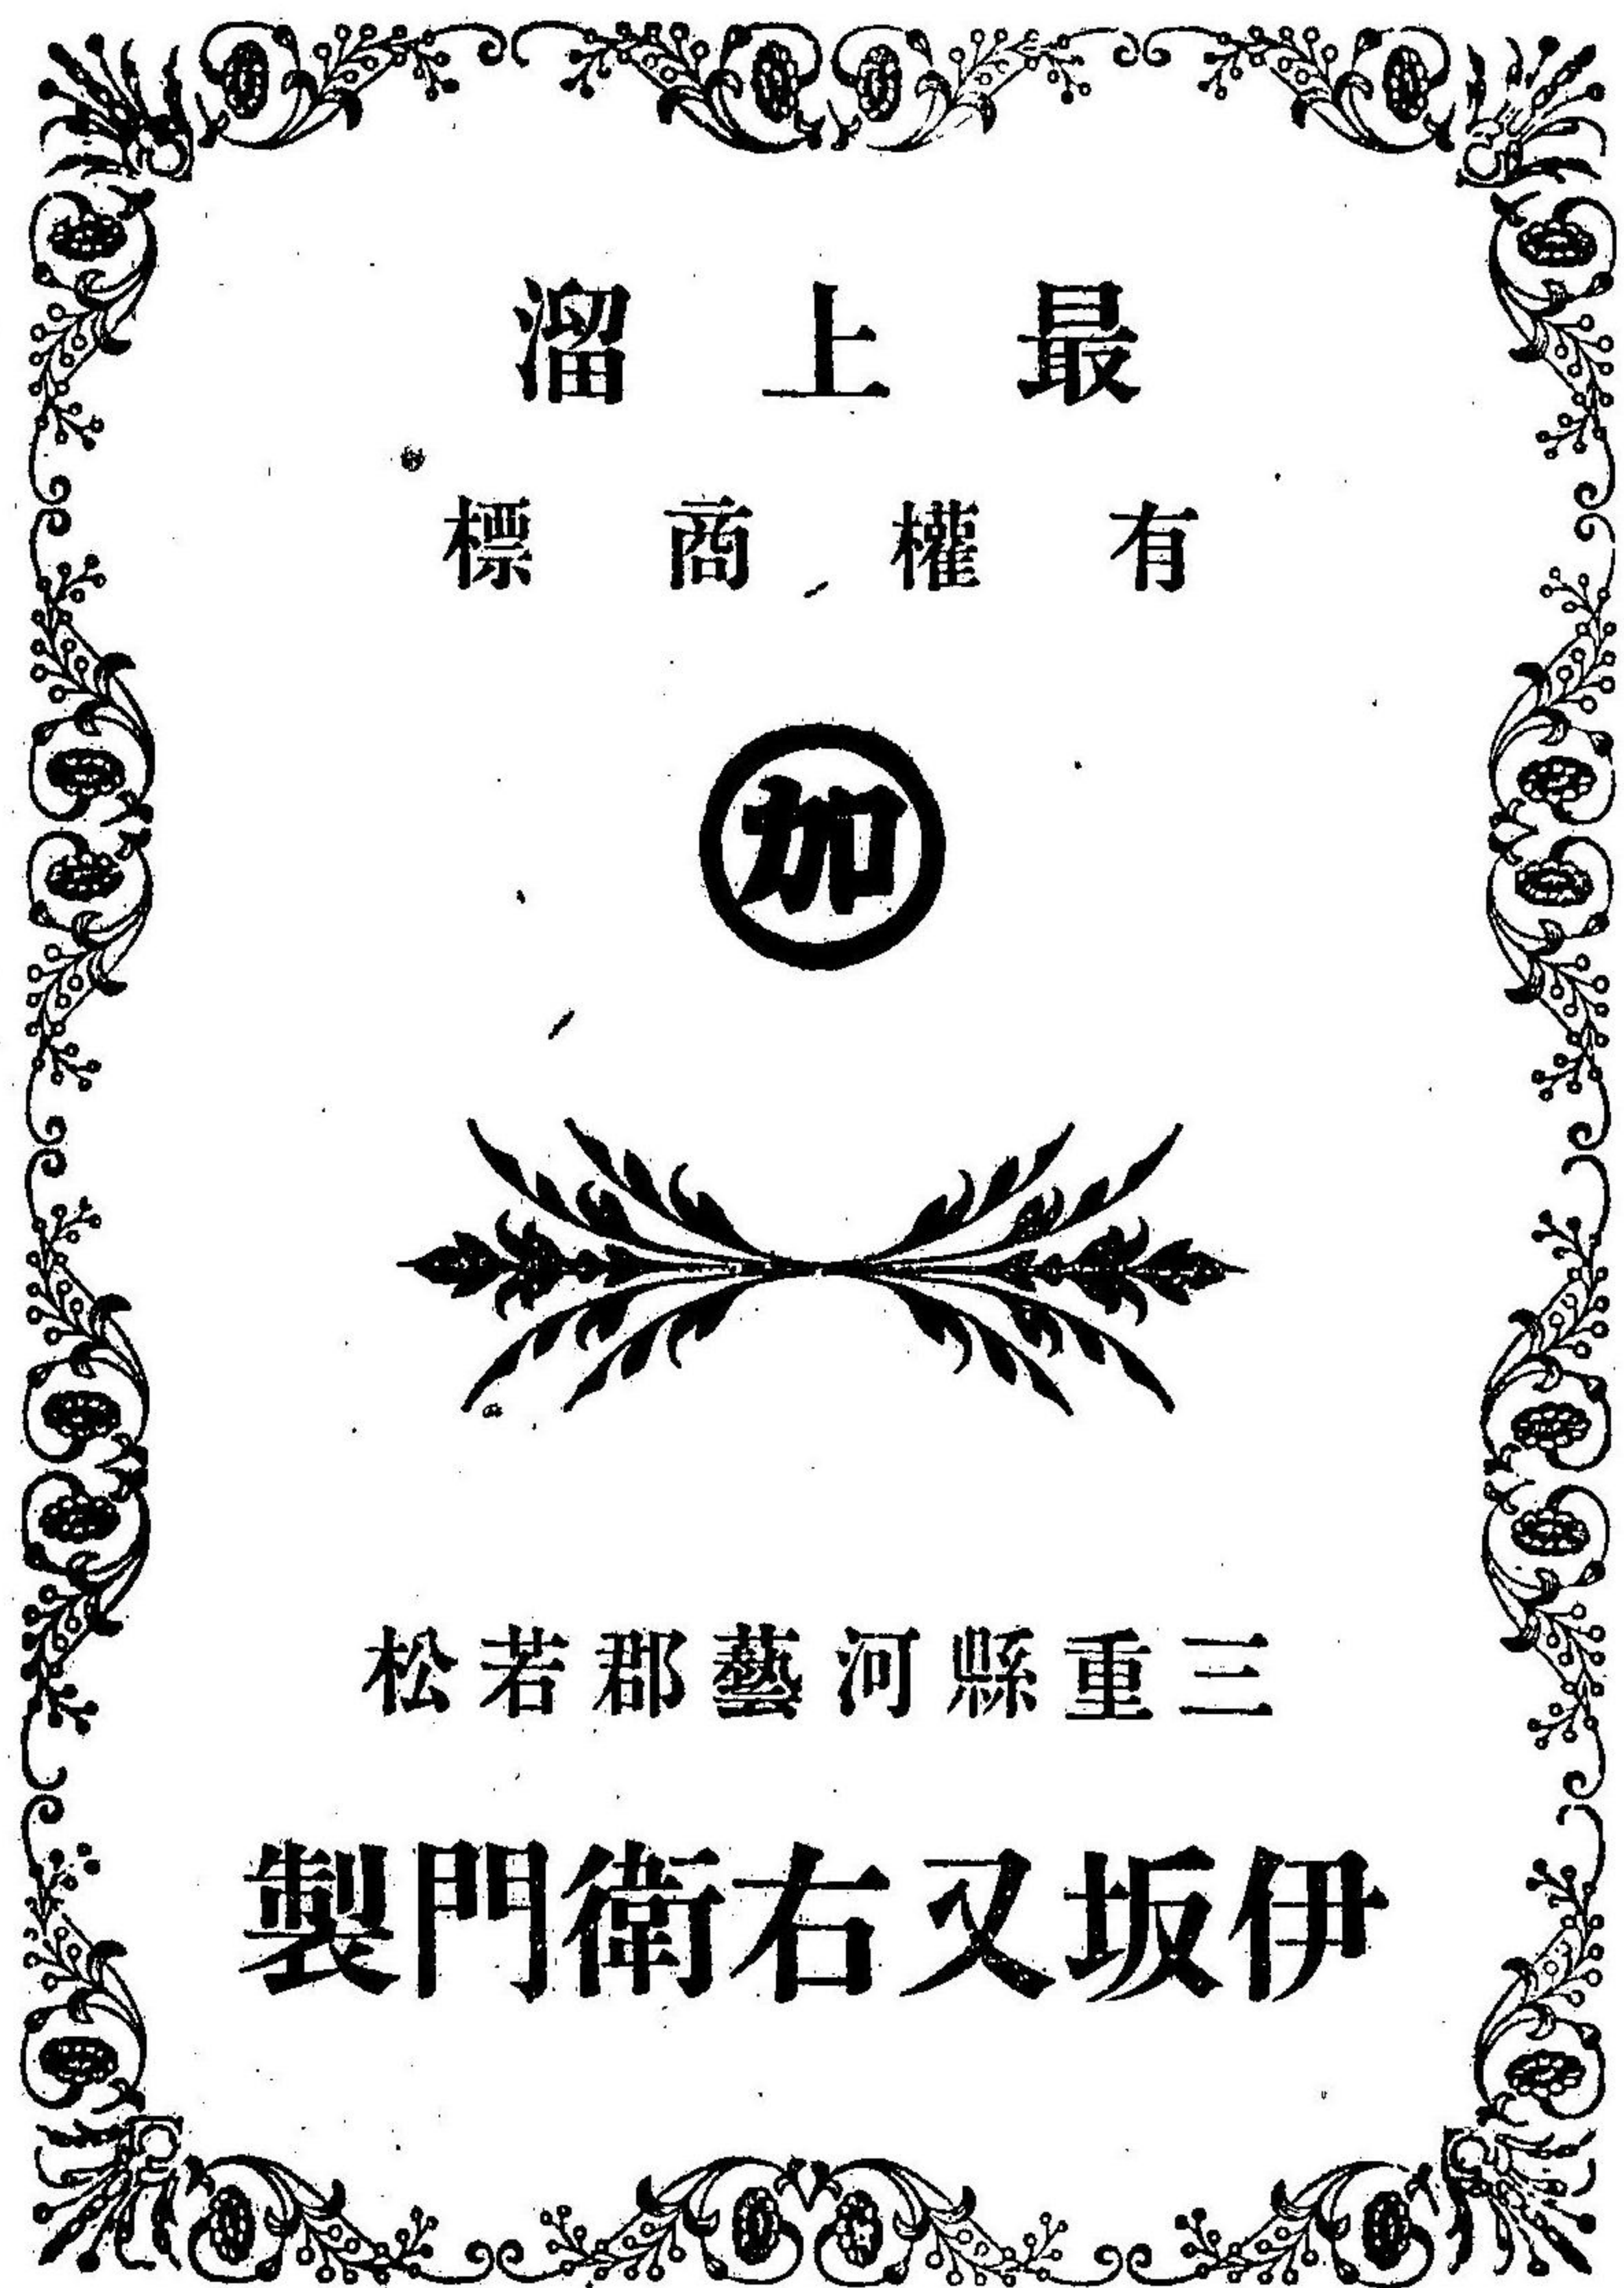 最上溜
有權商標
加
三重縣河藝郡若松
伊坂又右衛門製